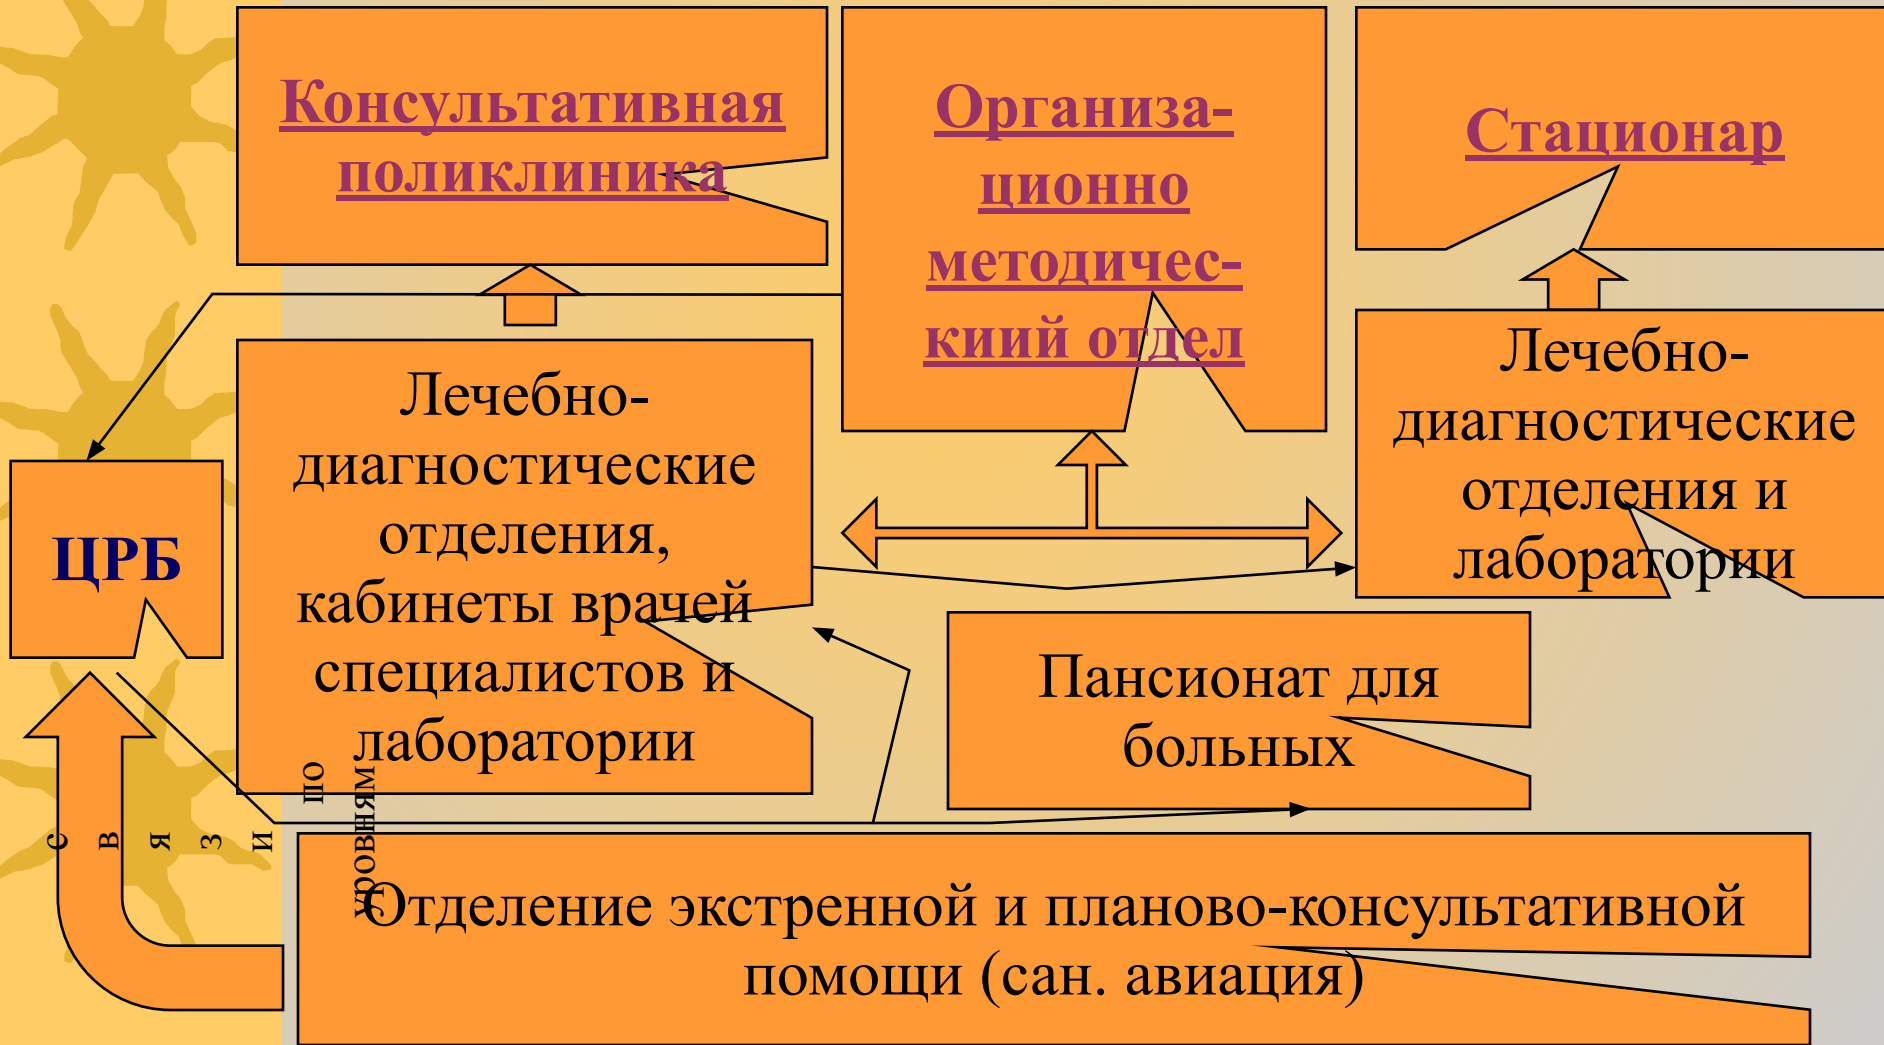 Консультативная
поликлиника
Организа-
ционно
методичес-
киий отдел
Стационар
Лечебно-
диагностические
отделения,
кабинеты врачей
специалистов и
лаборатории
Лечебно-
диагностические
отделения и
лаборатории
ЦРБ
Пансионат для
больных
с в я з и по
уровням
Отделение экстренной и планово-консультативной
помощи (сан. авиация)